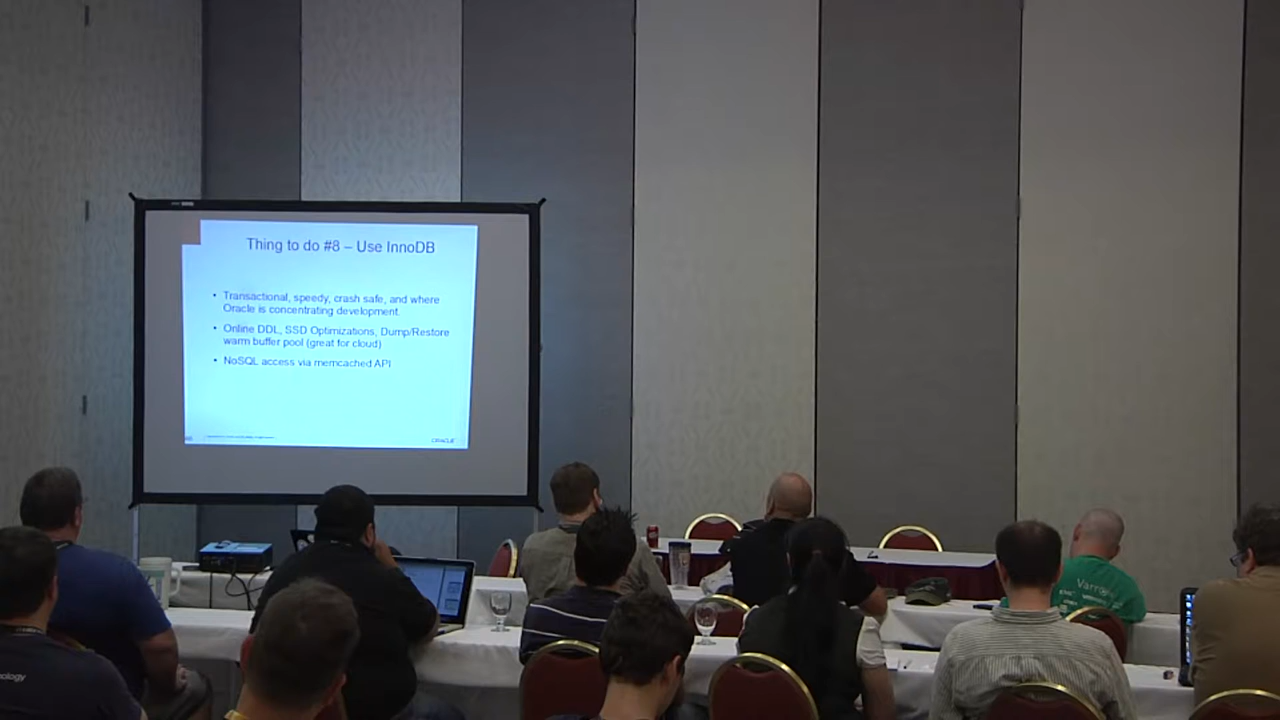 Thing to do #8 – Use InnoDB
• Transactional, speedy, crash safe, and where
Oracle is concentrating development.
• Online DDL, SSD Optimizations, Dump/Restore
warm buffer pool (great for cloud)
• NoSQL access via memcached API
ORACLE
nology